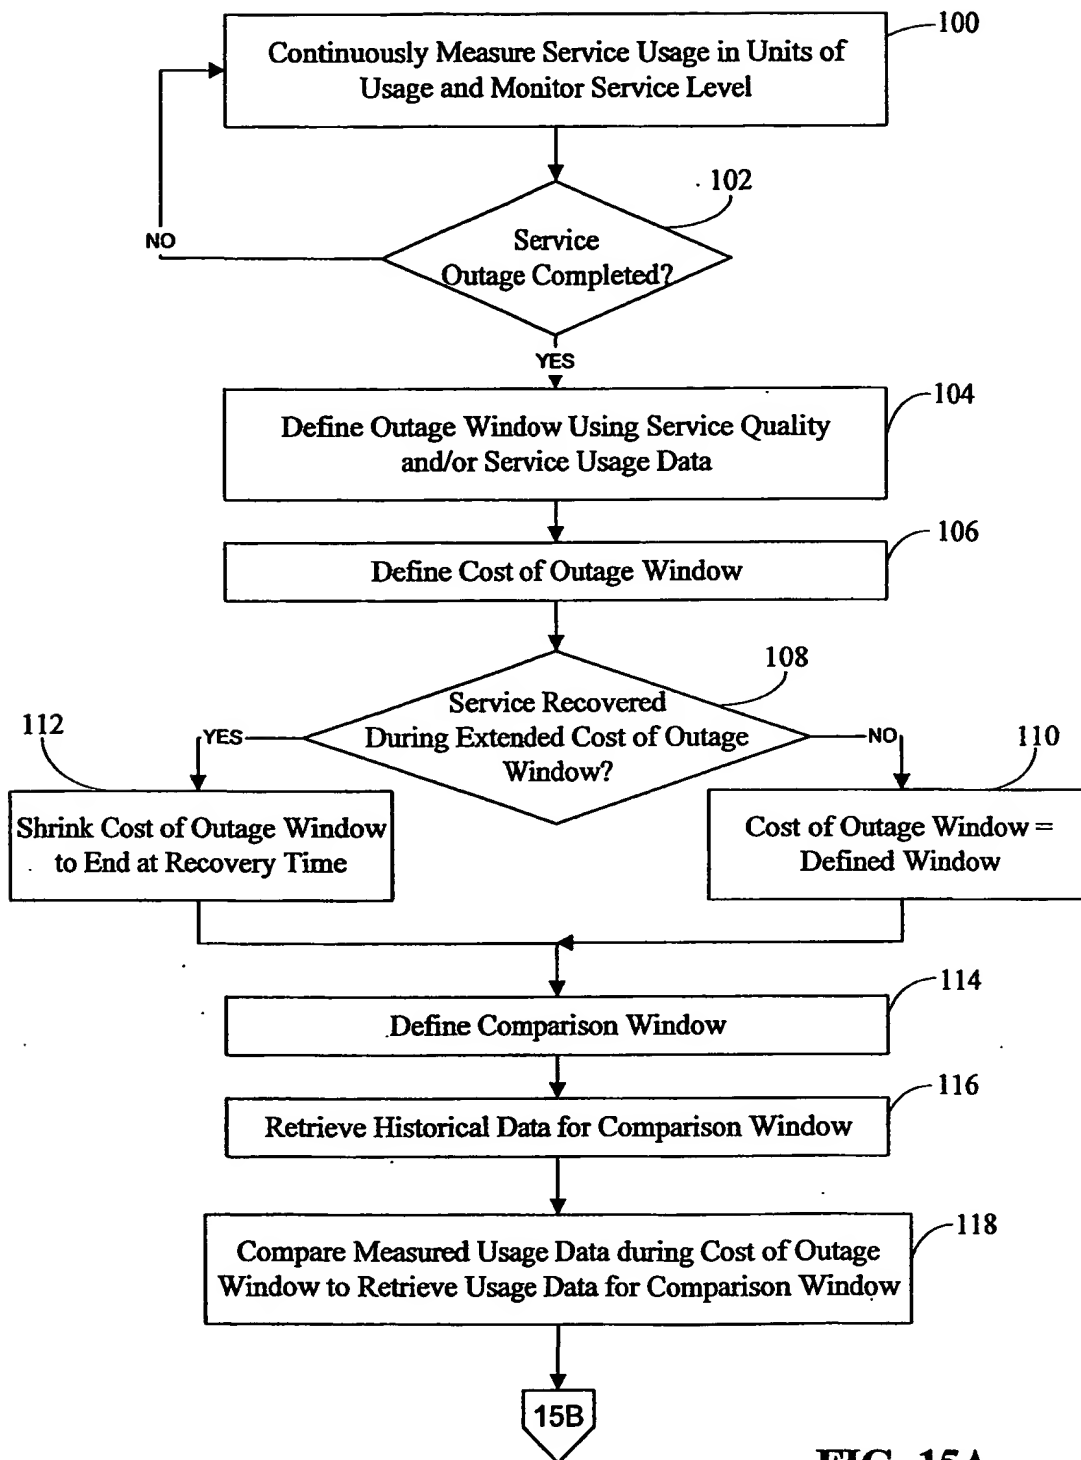 100
Continuously Measure Service Usage in Units of
Usage and Monitor Service Level
102
Service
Outage Completed?
NO
YES
104
Define Outage Window Using Service Quality
and/or Service Usage Data
106
Define Cost of Outage Window
108
Service Recovered
During Extended Cost of Outage
Window?
YES
NO
112
110
Shrink Cost of Outage Window
to End at Recovery Time
Cost of Outage Window =
Defined Window
114
Define Comparison Window
116
Retrieve Historical Data for Comparison Window
118
Compare Measured Usage Data during Cost of Outage
Window to Retrieve Usage Data for Comparison Window
15B
FIG. 15A